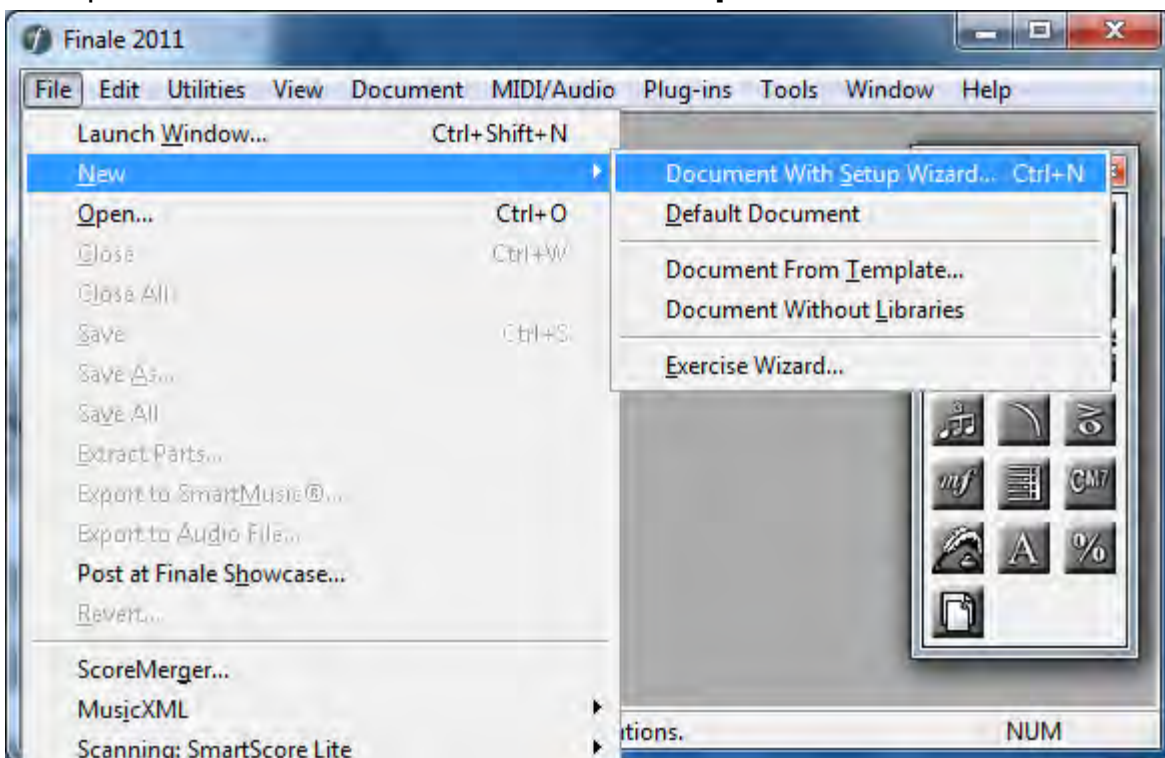 Finale 2011
File Edit Utilities View Document MIDI/Audio Plug-ins Tools Window Help
Launch Window... Ctrl+Shift+N
New
Document With Setup Wizard... Ctrl+N
Open... Ctrl+O
Default Document
Close Ctrl+W
Close All
Document From Template...
Save Ctrl+S
Document Without Libraries
Save As...
Exercise Wizard...
Save All
3
Extract Parts...
Export to SmartMusic®...
mf
CM7
Export to Audio File...
A
%
Post at Finale Showcase...
Revert...
ScoreMerger...
MusicXML
tions. NUM
Scanning: SmartScore Lite